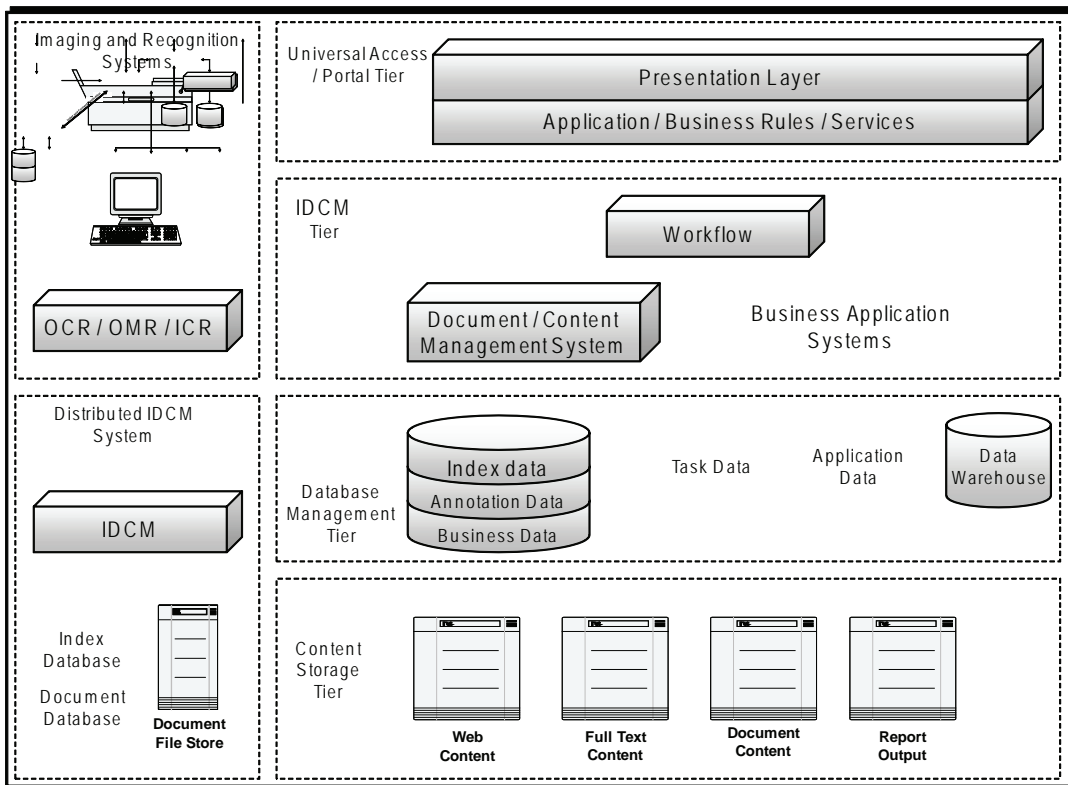 Imaging and Recognition
Systems
OCR / OMR / ICR
Universal Access
/ Portal Tier
Presentation Layer
Application / Business Rules / Services
IDCM
Tier
Workflow
Document / Content
Management System
Business Application
Systems
Distributed IDCM
System
IDCM
Index
Database
Document
Database
Document
File Store
Database
Management
Tier
Index data
Annotation Data
Business Data
Task Data
Application
Data
Data
Warehouse
Content
Storage
Tier
Web
Content
Full Text
Content
Document
Content
Report
Output